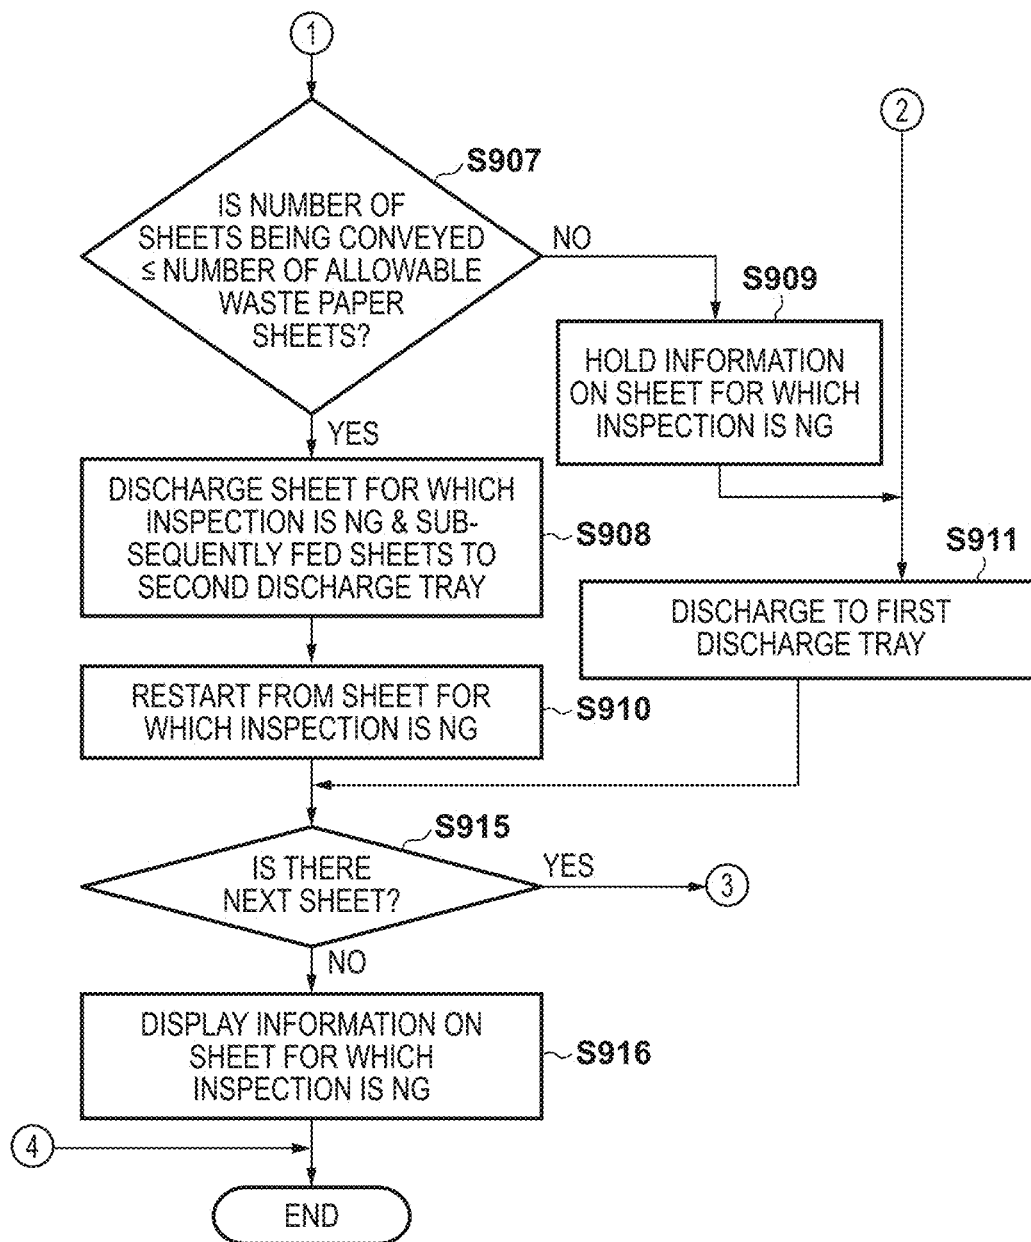 1
2
S907
IS NUMBER OF
SHEETS BEING CONVEYED
≤ NUMBER OF ALLOWABLE
WASTE PAPER
SHEETS?
NO
S909
HOLD INFORMATION
ON SHEET FOR WHICH
INSPECTION IS NG
YES
DISCHARGE SHEET FOR WHICH
INSPECTION IS NG & SUB-
SEQUENTLY FED SHEETS TO
SECOND DISCHARGE TRAY
S908
S911
DISCHARGE TO FIRST
DISCHARGE TRAY
RESTART FROM SHEET FOR
WHICH INSPECTION IS NG
S910
S915
IS THERE
NEXT SHEET?
YES
3
NO
DISPLAY INFORMATION ON
SHEET FOR WHICH
INSPECTION IS NG
S916
4
END